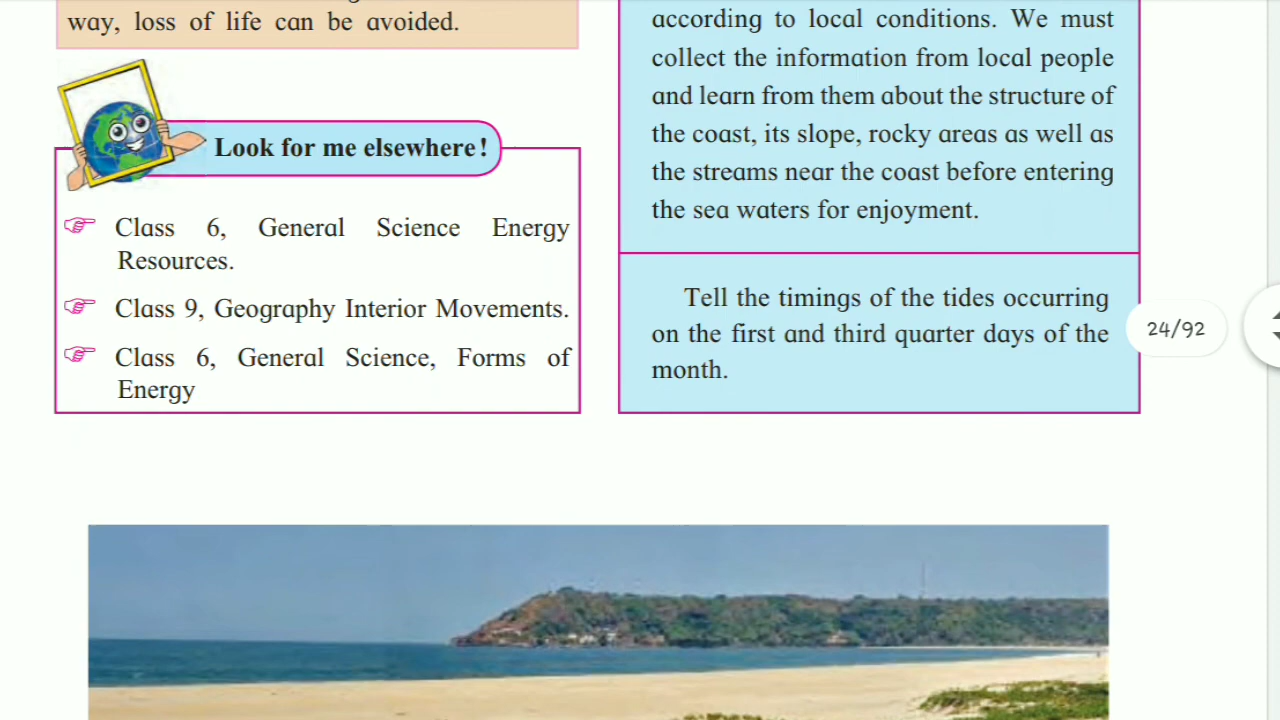 way, loss of life can be avoided.
Look for me elsewhere!
Class 6, General Science Energy
Resources.
Class 9, Geography Interior Movements.
Class 6, General Science, Forms of
Energy
according to local conditions. We must
collect the information from local people
and learn from them about the structure of
the coast, its slope, rocky areas as well as
the streams near the coast before entering
the sea waters for enjoyment.
Tell the timings of the tides occurring
on the first and third quarter days of the
month.
24/92